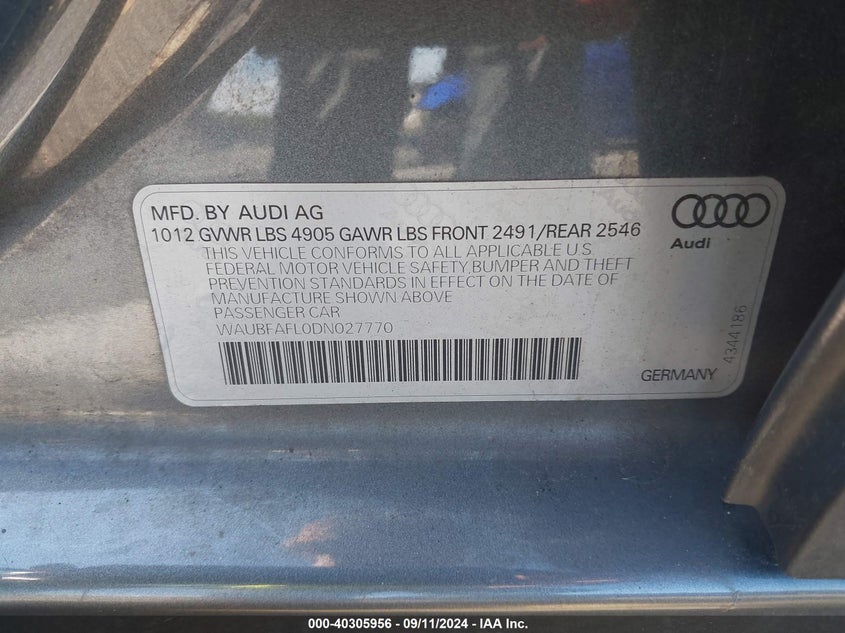 MFD. BY AUDI AG
1012 GVWR LBS 4905 GAWR LBS FRONT 2491/REAR 2546
THIS VEHICLE CONFORMS TO ALL APPLICABLE U.S
FEDERAL MOTOR VEHICLE SAFETY,BUMPER AND THEFT
PREVENTION STANDARDS IN EFFECT ON THE DATE OF
MANUFACTURE SHOWN ABOVE
PASSENGER CAR
WAUBFAFL0DN027770
Audi
4344186
GERMANY
000-40305956 - 09/11/2024 - IAA Inc.